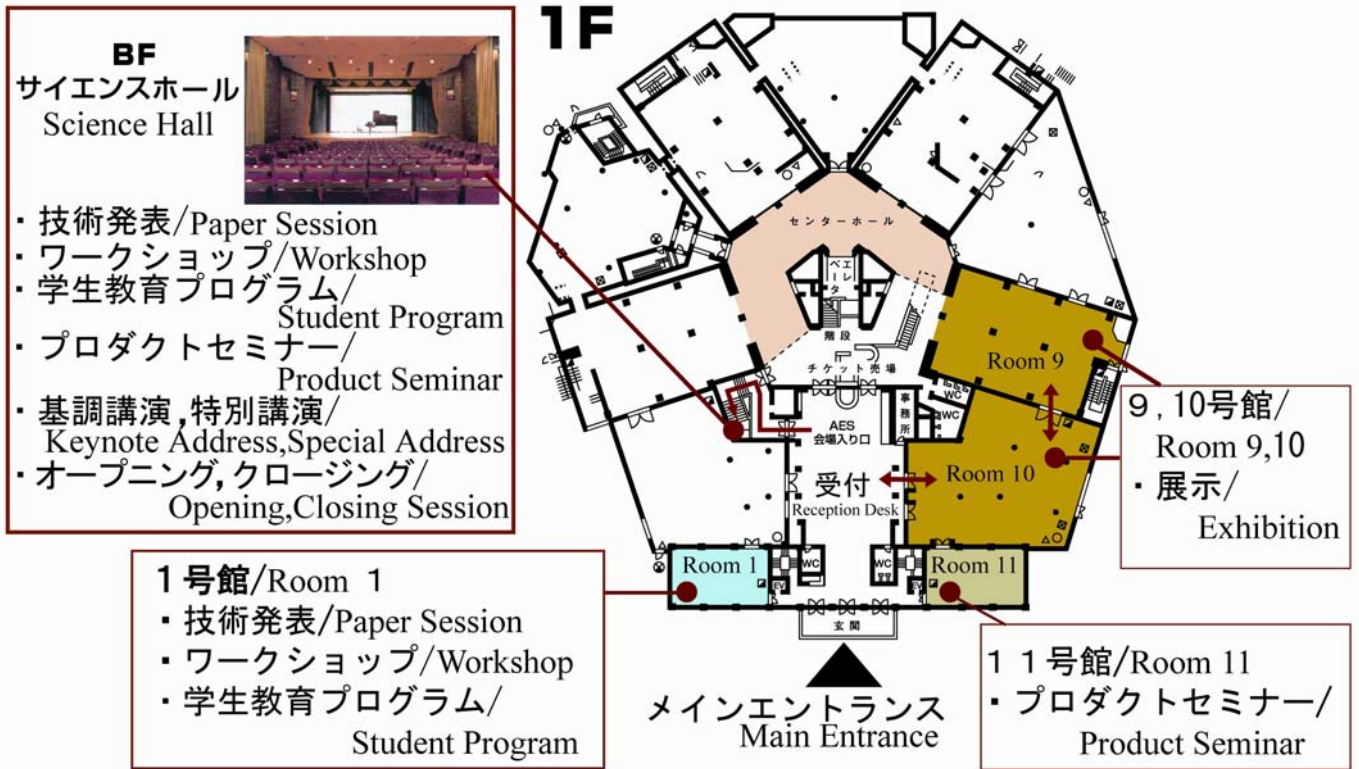 1F
BF
サイエンスホール
Science Hall
・技術発表/Paper Session
・ワークショップ/Workshop
・学生教育プログラム/
Student Program
・プロダクトセミナー/
Product Seminar
・基調講演,特別講演/
Keynote Address,Special Address
・オープニング,クロージング/
Opening,Closing Session
センターホール
エレベータ
階段
チケット売場
事務所
WC
WC
AES
会場入り口
受付
Reception Desk
Room 9
Room 10
9,10号館/
Room 9,10
・展示/
Exhibition
Room 1
WC
EV
WC
EV
Room 11
玄関
メインエントランス
Main Entrance
1号館/Room 1
・技術発表/Paper Session
・ワークショップ/Workshop
・学生教育プログラム/
Student Program
11号館/Room 11
・プロダクトセミナー/
Product Seminar